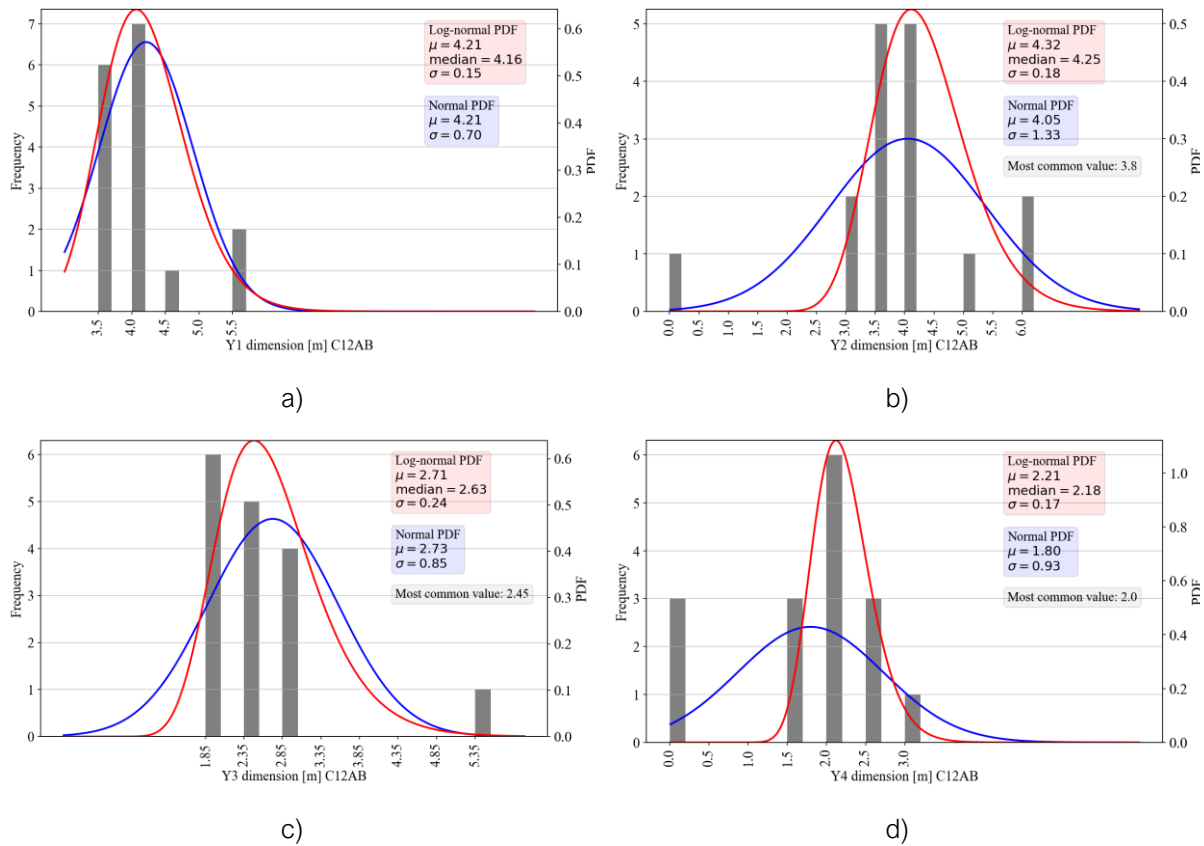 7
6
5
4
3
2
1
0
Frequency
0.6
0.5
0.4
0.3
0.2
0.1
0.0
PDF
Log-normal PDF
μ = 4.21
median = 4.16
σ = 0.15
Normal PDF
μ = 4.21
σ = 0.70
3.5 4.0 4.5 5.0 5.5
Y1 dimension [m] C12AB
a)
5
4
3
2
1
0
Frequency
0.5
0.4
0.3
0.2
0.1
0.0
PDF
Log-normal PDF
μ = 4.32
median = 4.25
σ = 0.18
Normal PDF
μ = 4.05
σ = 1.33
Most common value: 3.8
0.0 0.5 1.0 1.5 2.0 2.5 3.0 3.5 4.0 4.5 5.0 5.5 6.0
Y2 dimension [m] C12AB
b)
6
5
4
3
2
1
0
Frequency
0.6
0.5
0.4
0.3
0.2
0.1
0.0
PDF
Log-normal PDF
μ = 2.71
median = 2.63
σ = 0.24
Normal PDF
μ = 2.73
σ = 0.85
Most common value: 2.45
1.85 2.35 2.85 3.35 3.85 4.35 4.85 5.35
Y3 dimension [m] C12AB
c)
6
5
4
3
2
1
0
Frequency
1.0
0.8
0.6
0.4
0.2
0.0
PDF
Log-normal PDF
μ = 2.21
median = 2.18
σ = 0.17
Normal PDF
μ = 1.80
σ = 0.93
Most common value: 2.0
0.0 0.5 1.0 1.5 2.0 2.5 3.0
Y4 dimension [m] C12AB
d)